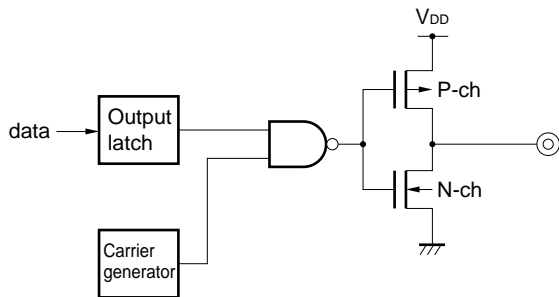 VDD
P-ch
data
Output
latch
N-ch
Carrier
generator